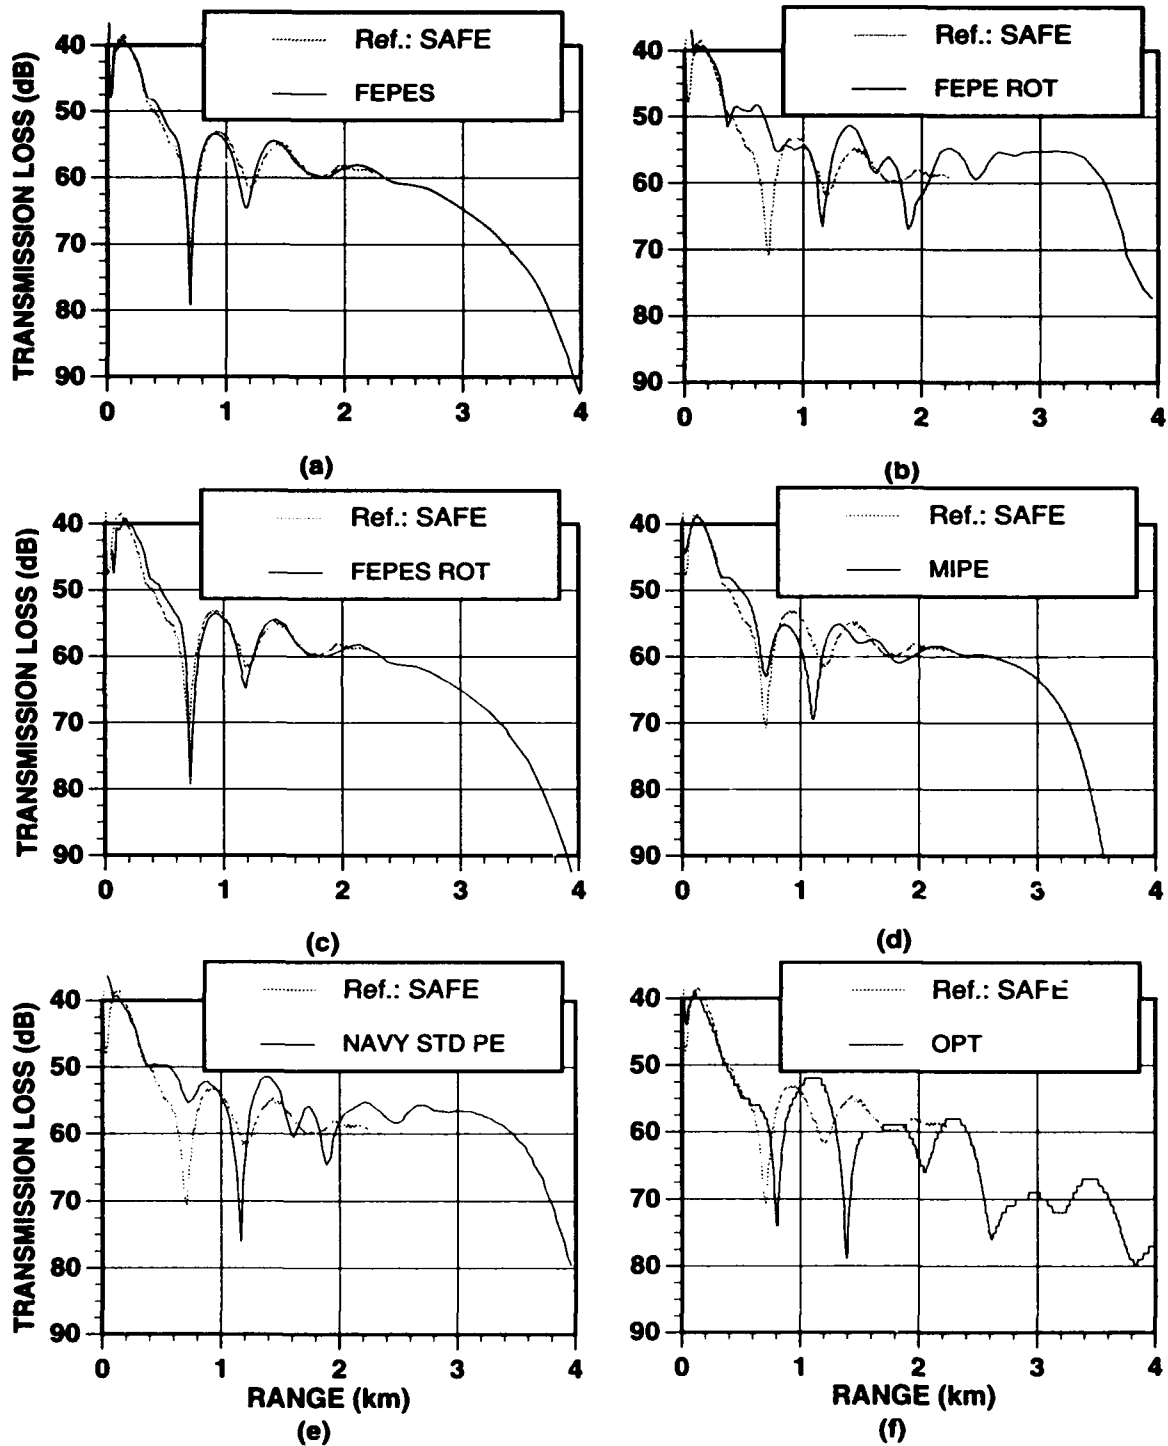 Ref.: SAFE
FEPES
TRANSMISSION LOSS (dB)
40
50
60
70
80
90
0 1 2 3 4
(a)
Ref.: SAFE
FEPE ROT
40
50
60
70
80
90
0 1 2 3 4
(b)
Ref.: SAFE
FEPES ROT
TRANSMISSION LOSS (dB)
40
50
60
70
80
90
0 1 2 3 4
(c)
Ref.: SAFE
MIPE
40
50
60
70
80
90
0 1 2 3 4
(d)
Ref.: SAFE
NAVY STD PE
TRANSMISSION LOSS (dB)
40
50
60
70
80
90
0 1 2 3 4
RANGE (km)
(e)
Ref.: SAFE
OPT
40
50
60
70
80
90
0 1 2 3 4
RANGE (km)
(f)